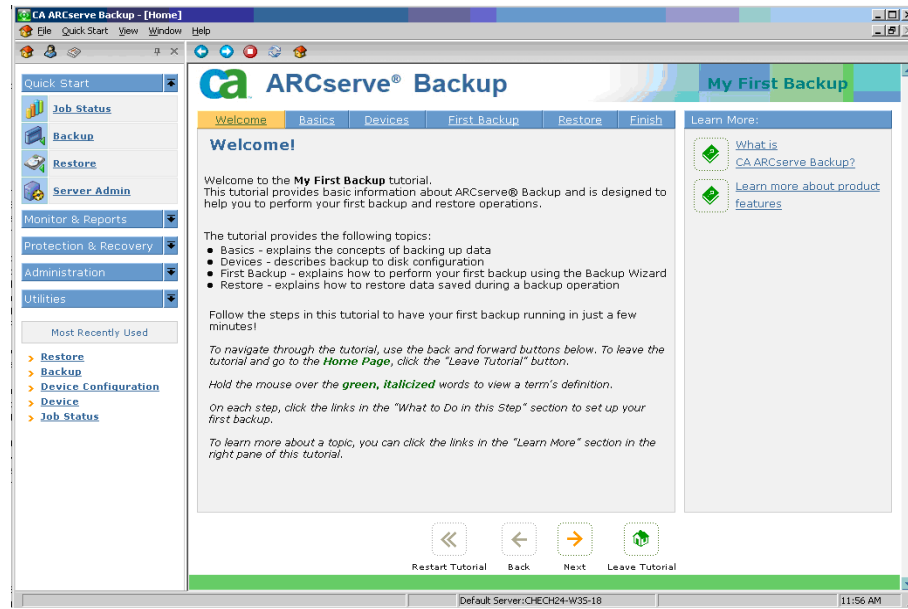 CA ARCserve Backup - [Home]
File Quick Start View Window Help
Quick Start
Job Status
Backup
Restore
Server Admin
Monitor & Reports
Protection & Recovery
Administration
Utilities
Most Recently Used
Restore
Backup
Device Configuration
Device
Job Status
ca ARCserve® Backup
My First Backup
Welcome Basics Devices First Backup Restore Finish
Welcome!
Welcome to the My First Backup tutorial.
This tutorial provides basic information about ARCserve® Backup and is designed to
help you to perform your first backup and restore operations.
The tutorial provides the following topics:
• Basics - explains the concepts of backing up data
• Devices - describes backup to disk configuration
• First Backup - explains how to perform your first backup using the Backup Wizard
• Restore - explains how to restore data saved during a backup operation
Follow the steps in this tutorial to have your first backup running in just a few
minutes!
To navigate through the tutorial, use the back and forward buttons below. To leave the
tutorial and go to the Home Page, click the "Leave Tutorial" button.
Hold the mouse over the green, italicized words to view a term's definition.
On each step, click the links in the "What to Do in this Step" section to set up your
first backup.
To learn more about a topic, you can click the links in the "Learn More" section in the
right pane of this tutorial.
Learn More:
What is
CA ARCserve Backup?
Learn more about product
features
Restart Tutorial Back Next Leave Tutorial
Default Server:CHECH24-W3S-18
11:56 AM